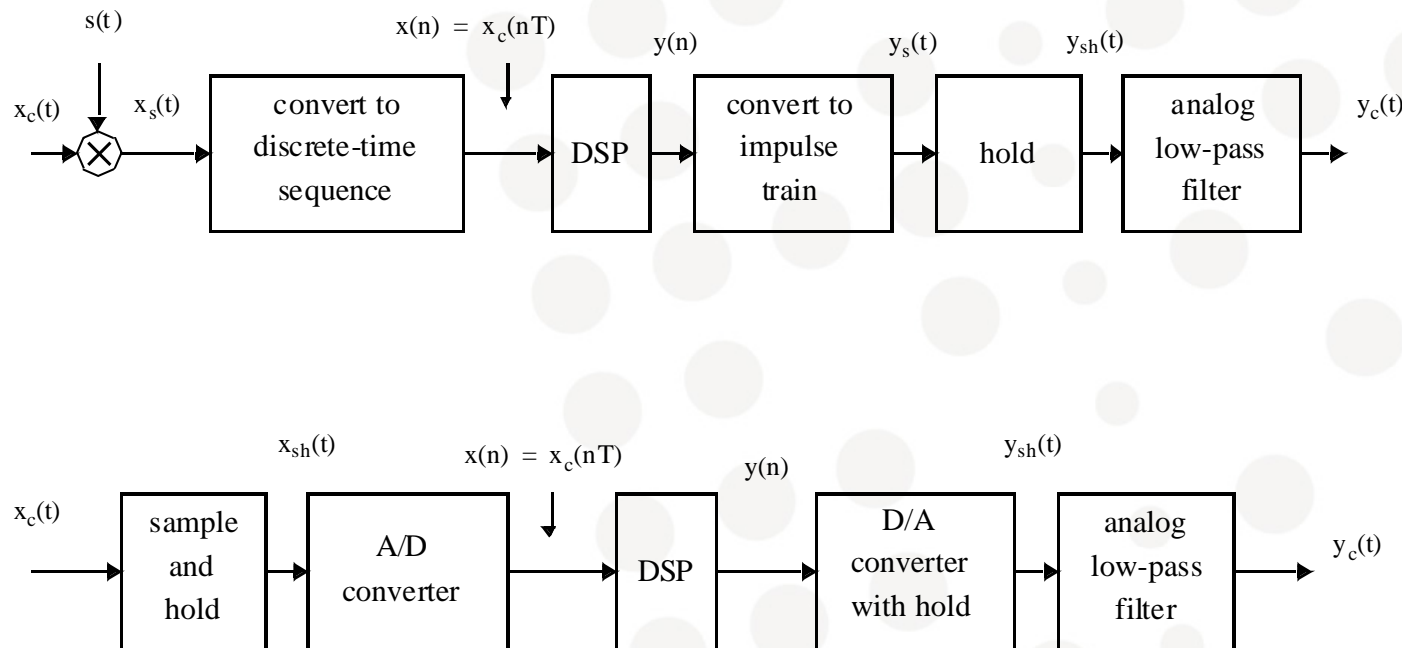 s(t)
x(n) = x_c(nT)
y(n)
y_s(t)
y_sh(t)
x_c(t)
x_s(t)
convert to
discrete-time
sequence
DSP
convert to
impulse
train
hold
analog
low-pass
filter
y_c(t)
x_sh(t)
x(n) = x_c(nT)
y(n)
y_sh(t)
x_c(t)
sample
and
hold
A/D
converter
DSP
D/A
converter
with hold
analog
low-pass
filter
y_c(t)